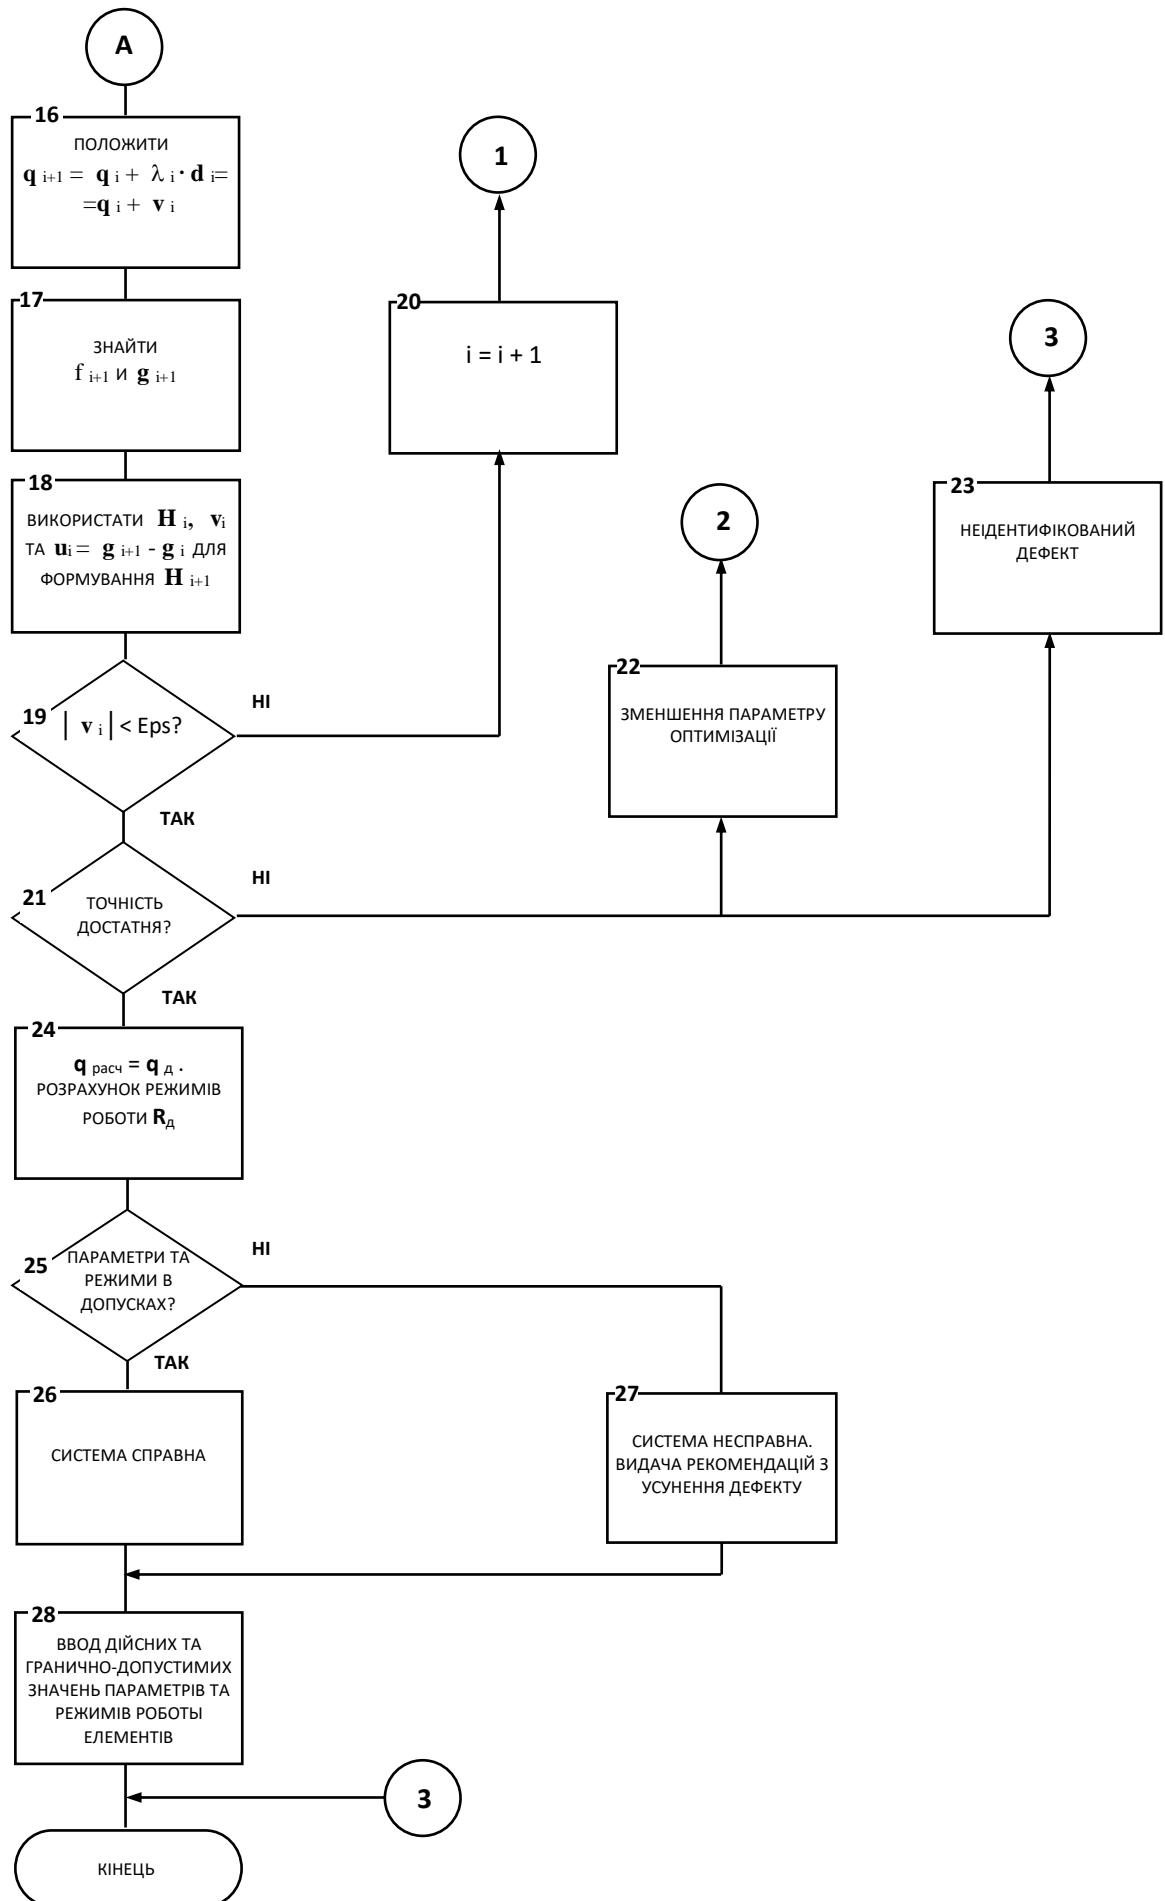 A
16
ПОЛОЖИТИ
q i+1 = q i + λ i · d i=
=q i + v i
1
17
ЗНАЙТИ
f i+1 и g i+1
20
i = i + 1
3
18
ВИКОРИСТАТИ H i, vi
ТА ui = g i+1 - g i ДЛЯ
ФОРМУВАННЯ H i+1
2
23
НЕІДЕНТИФІКОВАНИЙ
ДЕФЕКТ
19
| v i | < Eps?
НІ
ТАК
22
ЗМЕНШЕННЯ ПАРАМЕТРУ
ОПТИМІЗАЦІЇ
21
ТОЧНІСТЬ
ДОСТАТНЯ?
НІ
ТАК
24
q расч = q д .
РОЗРАХУНОК РЕЖИМІВ
РОБОТИ Rд
25
ПАРАМЕТРИ ТА
РЕЖИМИ В
ДОПУСКАХ?
НІ
ТАК
26
СИСТЕМА СПРАВНА
27
СИСТЕМА НЕСПРАВНА.
ВИДАЧА РЕКОМЕНДАЦІЙ З
УСУНЕННЯ ДЕФЕКТУ
28
ВВОД ДІЙСНИХ ТА
ГРАНИЧНО-ДОПУСТИМИХ
ЗНАЧЕНЬ ПАРАМЕТРІВ ТА
РЕЖИМІВ РОБОТЫ
ЕЛЕМЕНТІВ
3
КІНЕЦЬ